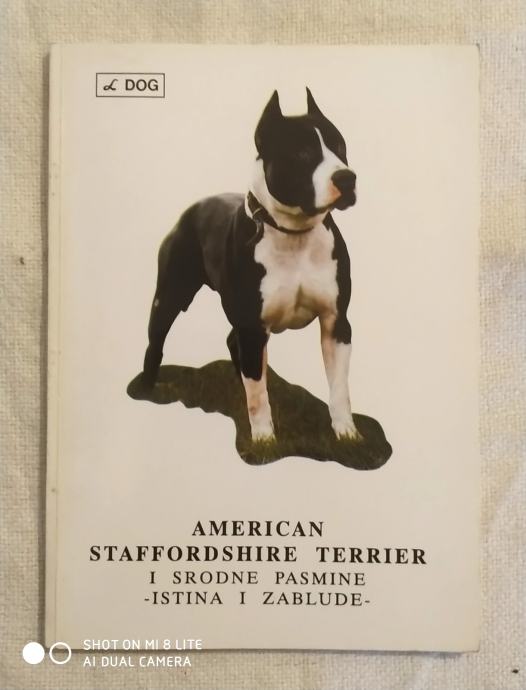 ℒ DOG
AMERICAN
STAFFORDSHIRE TERRIER
I SRODNE PASMINE
-ISTINA I ZABLUDE-
SHOT ON MI 8 LITE
AI DUAL CAMERA